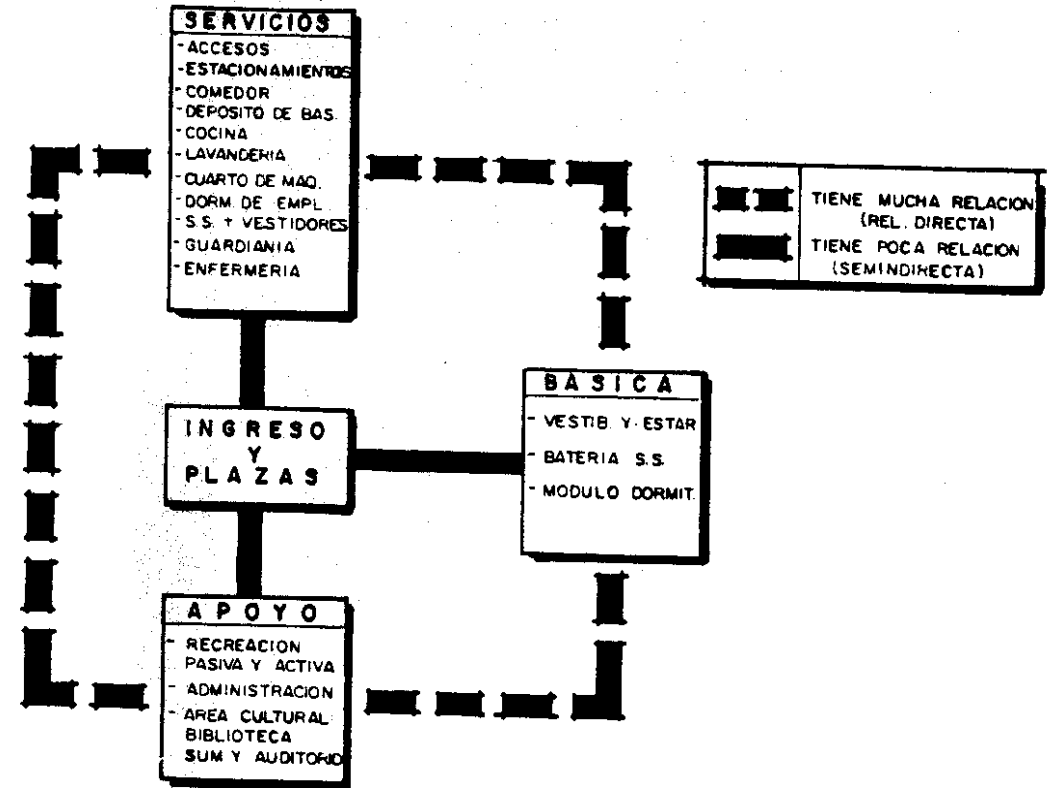 SERVICIOS
- ACCESOS
- ESTACIONAMIENTOS
- COMEDOR
- DEPOSITO DE BAS.
- COCINA
- LAVANDERIA
- CUARTO DE MAQ.
- DORM. DE EMPL.
- S.S. + VESTIDORES
- GUARDIANIA
- ENFERMERIA
TIENE MUCHA RELACION
(REL. DIRECTA)
TIENE POCA RELACION
(SEMINDIRECTA)
INGRESO
Y
PLAZAS
BASICA
- VESTIB. Y ESTAR
- BATERIA S.S.
- MODULO DORMIT.
APOYO
- RECREACION
PASIVA Y ACTIVA
- ADMINISTRACION
- AREA CULTURAL
BIBLIOTECA
SUM Y AUDITORIO